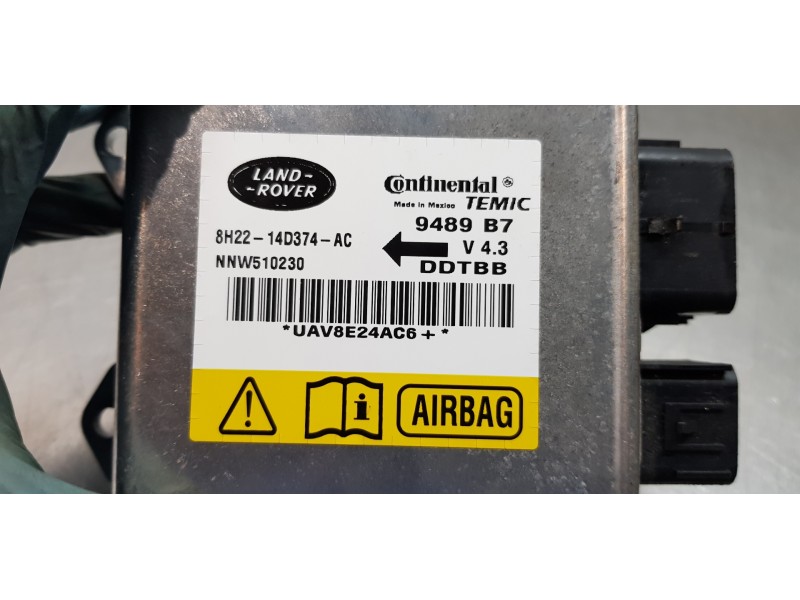 LAND-
-ROVER
Continental
Made in Mexico TEMIC
9489 B7
8H22-14D374-AC
V 4.3
NNW510230
DDTBB
*UAV8E24AC6+*
i
AIRBAG